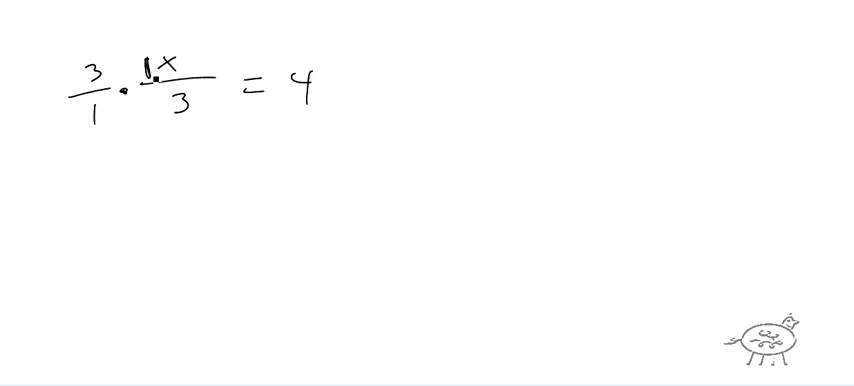 3/1 · 1x/3 = 4